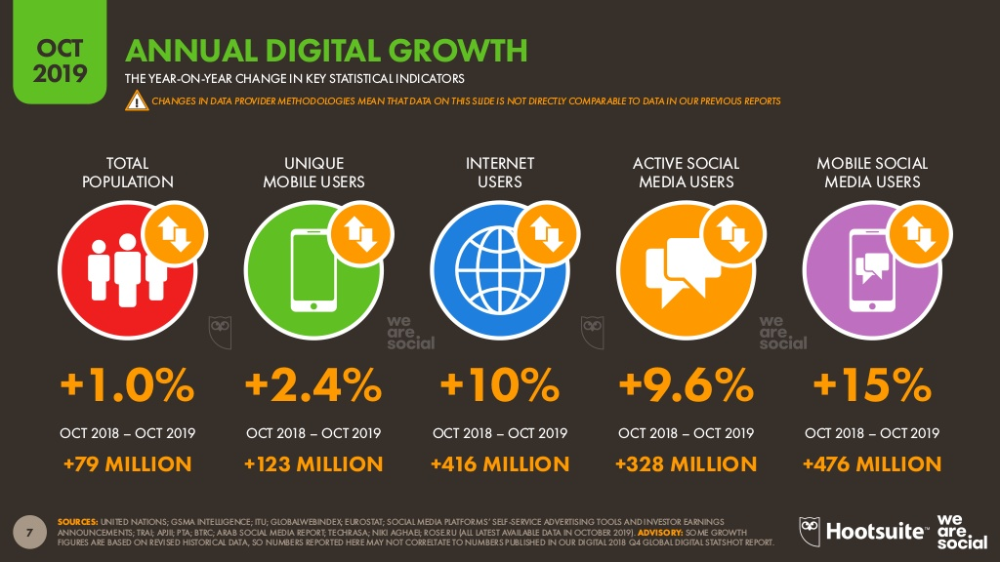 OCT
2019
ANNUAL DIGITAL GROWTH
THE YEAR-ON-YEAR CHANGE IN KEY STATISTICAL INDICATORS
! CHANGES IN DATA PROVIDER METHODOLOGIES MEAN THAT DATA ON THIS SLIDE IS NOT DIRECTLY COMPARABLE TO DATA IN OUR PREVIOUS REPORTS
TOTAL
POPULATION
UNIQUE
MOBILE USERS
INTERNET
USERS
ACTIVE SOCIAL
MEDIA USERS
MOBILE SOCIAL
MEDIA USERS
we
are
social
we
are
social
+1.0%
+2.4%
+10%
+9.6%
+15%
OCT 2018 – OCT 2019
OCT 2018 – OCT 2019
OCT 2018 – OCT 2019
OCT 2018 – OCT 2019
OCT 2018 – OCT 2019
+79 MILLION
+123 MILLION
+416 MILLION
+328 MILLION
+476 MILLION
7
SOURCES: UNITED NATIONS; GSMA INTELLIGENCE; ITU; GLOBALWEBINDEX; EUROSTAT; SOCIAL MEDIA PLATFORMS' SELF-SERVICE ADVERTISING TOOLS AND INVESTOR EARNINGS
ANNOUNCEMENTS; TRAI; APJII; PTA; BTRC; ARAB SOCIAL MEDIA REPORT; TECHRASA; NIKI AGHAEI; ROSE.RU (ALL LATEST AVAILABLE DATA IN OCTOBER 2019). ADVISORY: SOME GROWTH
FIGURES ARE BASED ON REVISED HISTORICAL DATA, SO NUMBERS REPORTED HERE MAY NOT CORRELTATE TO NUMBERS PUBLISHED IN OUR DIGITAL 2018 Q4 GLOBAL DIGITAL STATSHOT REPORT.
Hootsuite™
we
are
social